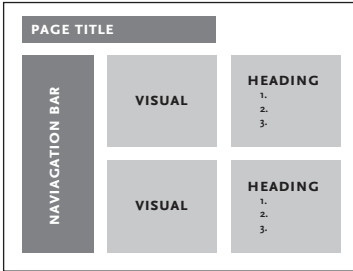 PAGE TITLE
NAVIAGATION BAR
VISUAL
HEADING
1.
2.
3.
VISUAL
HEADING
1.
2.
3.